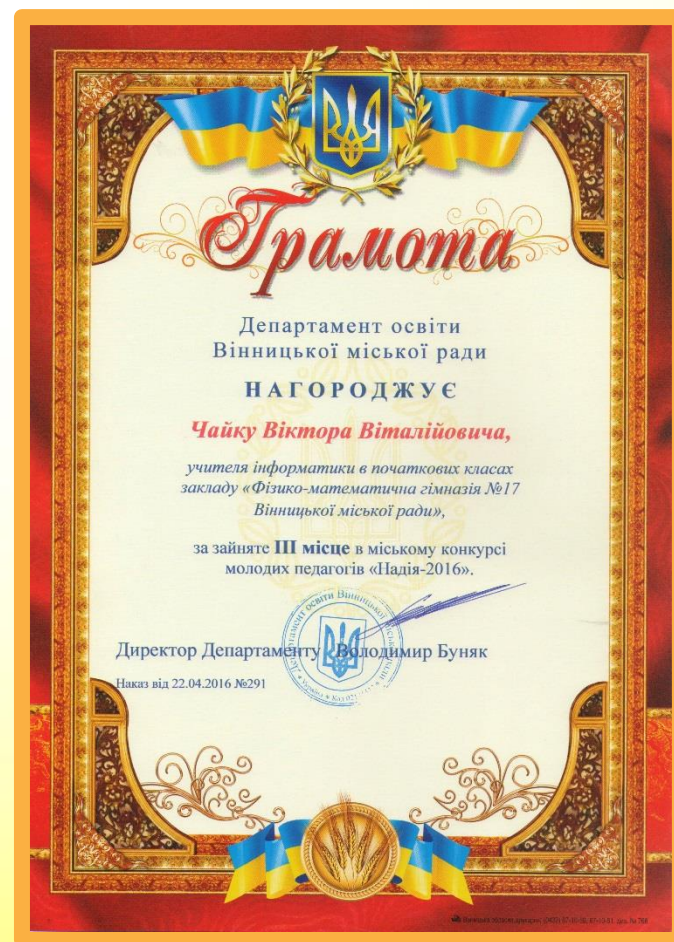 Грамота
Департамент освіти
Вінницької міської ради
НАГОРОДЖУЄ
Чайку Віктора Віталійовича,
учителя інформатики в початкових класах
закладу «Фізико-математична гімназія №17
Вінницької міської ради»,
за зайняте ІІІ місце в міському конкурсі
молодих педагогів «Надія-2016».
Директор Департаменту Володимир Буняк
Наказ від 22.04.2016 №291